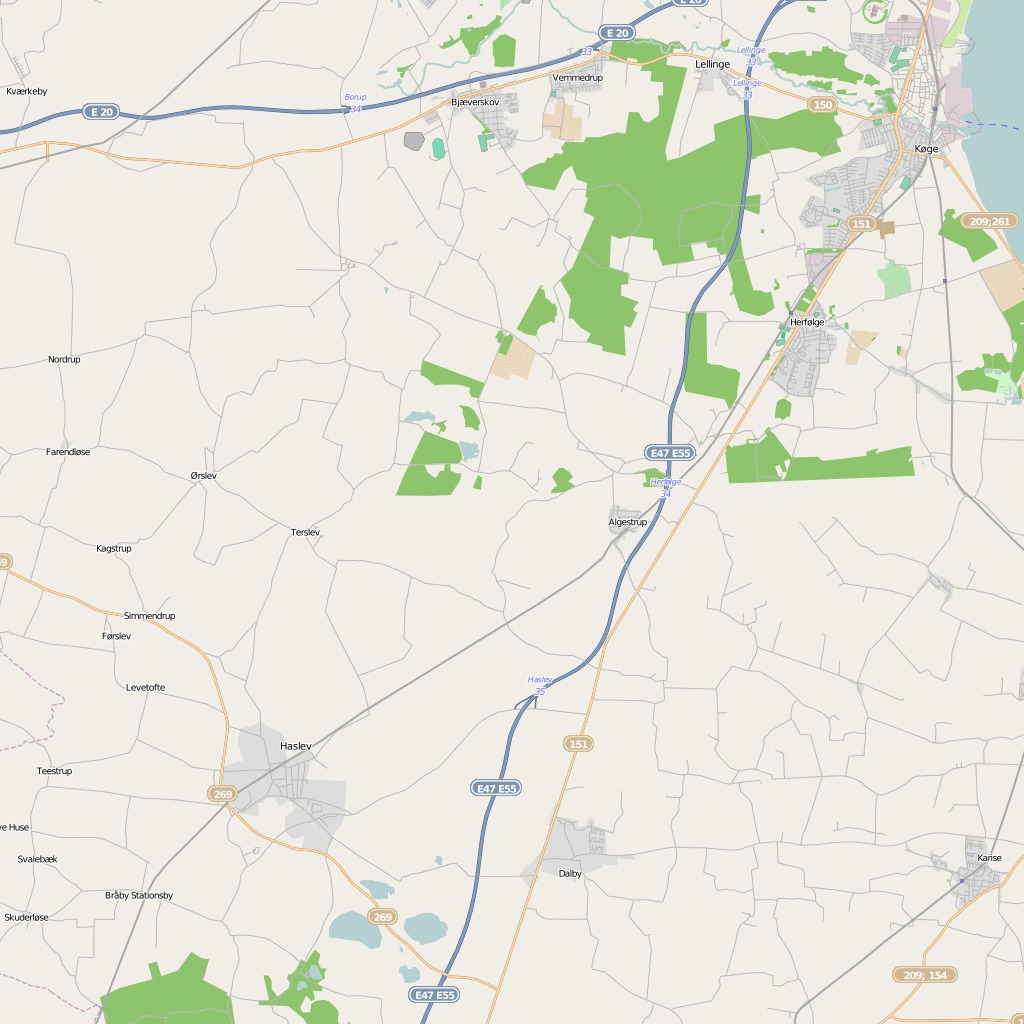 E 20
E 20
33
Lellinge
33
Lellinge
Vemmedrup
Lellinge
33
Kværkeby
Borup
34
Bjæverskov
150
E 20
Køge
151
209;261
Herfølge
Nordrup
Farendløse
E47 E55
Ørslev
Herfølge
34
Algestrup
Terslev
Kagstrup
Simmendrup
Førslev
Haslev
35
Levetofte
Haslev
151
Teestrup
E47 E55
269
ve Huse
Svalebæk
Dalby
Karise
Bråby Stationsby
Skuderløse
269
209; 154
E47 E55